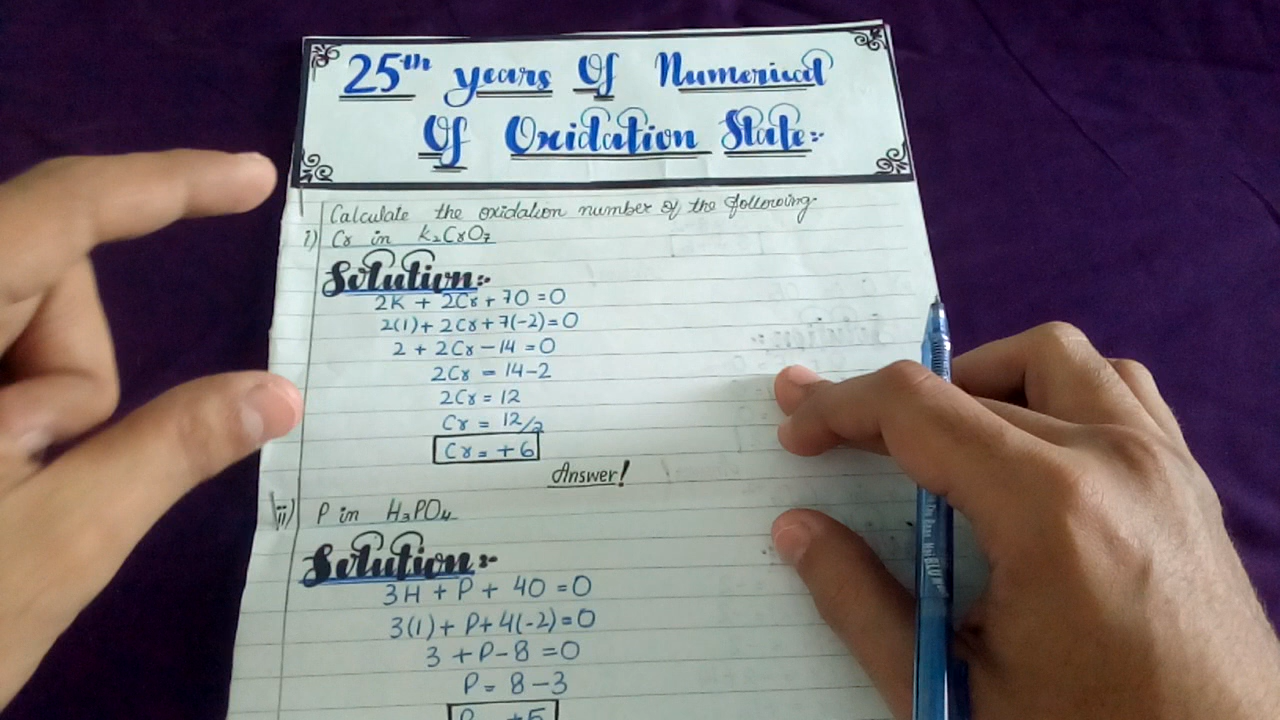 25th years Of Numerical
Of Oxidation State:-
Calculate the oxidation number of the following.
i) Cr in K₂CrO₇
Solution:-
2K + 2Cr + 7O = 0
2(1) + 2Cr + 7(-2) = 0
2 + 2Cr - 14 = 0
2Cr = 14 - 2
2Cr = 12
Cr = 12/2
Cr = +6
Answer!
ii) P in H₃PO₄
Solution:-
3H + P + 4O = 0
3(1) + P + 4(-2) = 0
3 + P - 8 = 0
P = 8 - 3
+5